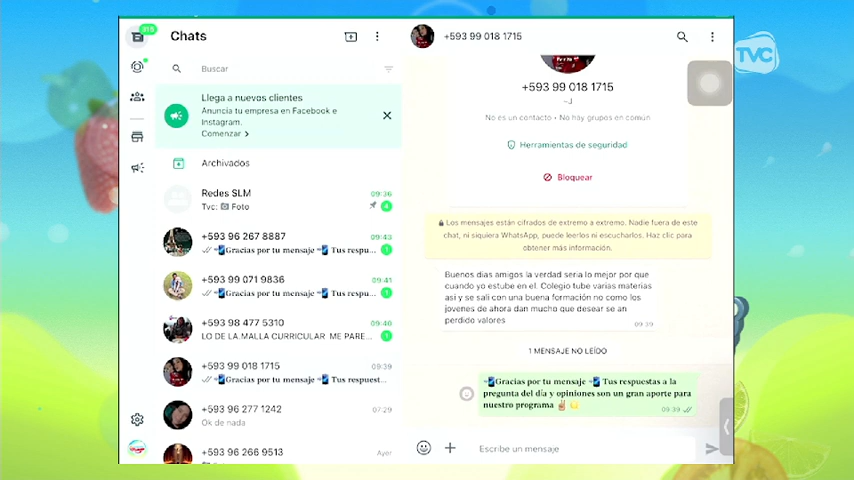 TVC
315
Chats
Buscar
Llega a nuevos clientes
Anuncia tu empresa en Facebook e
Instagram.
Comenzar >
Archivados
Redes SLM
09:36
Tvc: Foto
4
+593 96 267 8887
09:43
Gracias por tu mensaje Tus respu...
1
+593 99 071 9836
09:41
Gracias por tu mensaje Tus respu...
1
+593 98 477 5310
09:40
LO DE LA.MALLA CURRICULAR ME PARE...
1
+593 99 018 1715
09:39
Gracias por tu mensaje Tus respuest...
+593 96 277 1242
07:29
Ok de nada
+593 96 266 9513
Ayer
+593 99 018 1715
+593 99 018 1715
~J
No es un contacto • No hay grupos en común
Herramientas de seguridad
Bloquear
Los mensajes están cifrados de extremo a extremo. Nadie fuera de este
chat, ni siquiera WhatsApp, puede leerlos ni escucharlos. Haz clic para
obtener más información.
Buenos dias amigos la verdad seria lo mejor por que
cuando yo estube en el. Colegio tube varias materias
asi y se sali con una buena formación no como los
jovenes de ahora dan mucho que desear se an
perdido valores
09:39
1 MENSAJE NO LEÍDO
Gracias por tu mensaje Tus respuestas a la
pregunta del día y opiniones son un gran aporte para
nuestro programa
09:39
Escribe un mensaje